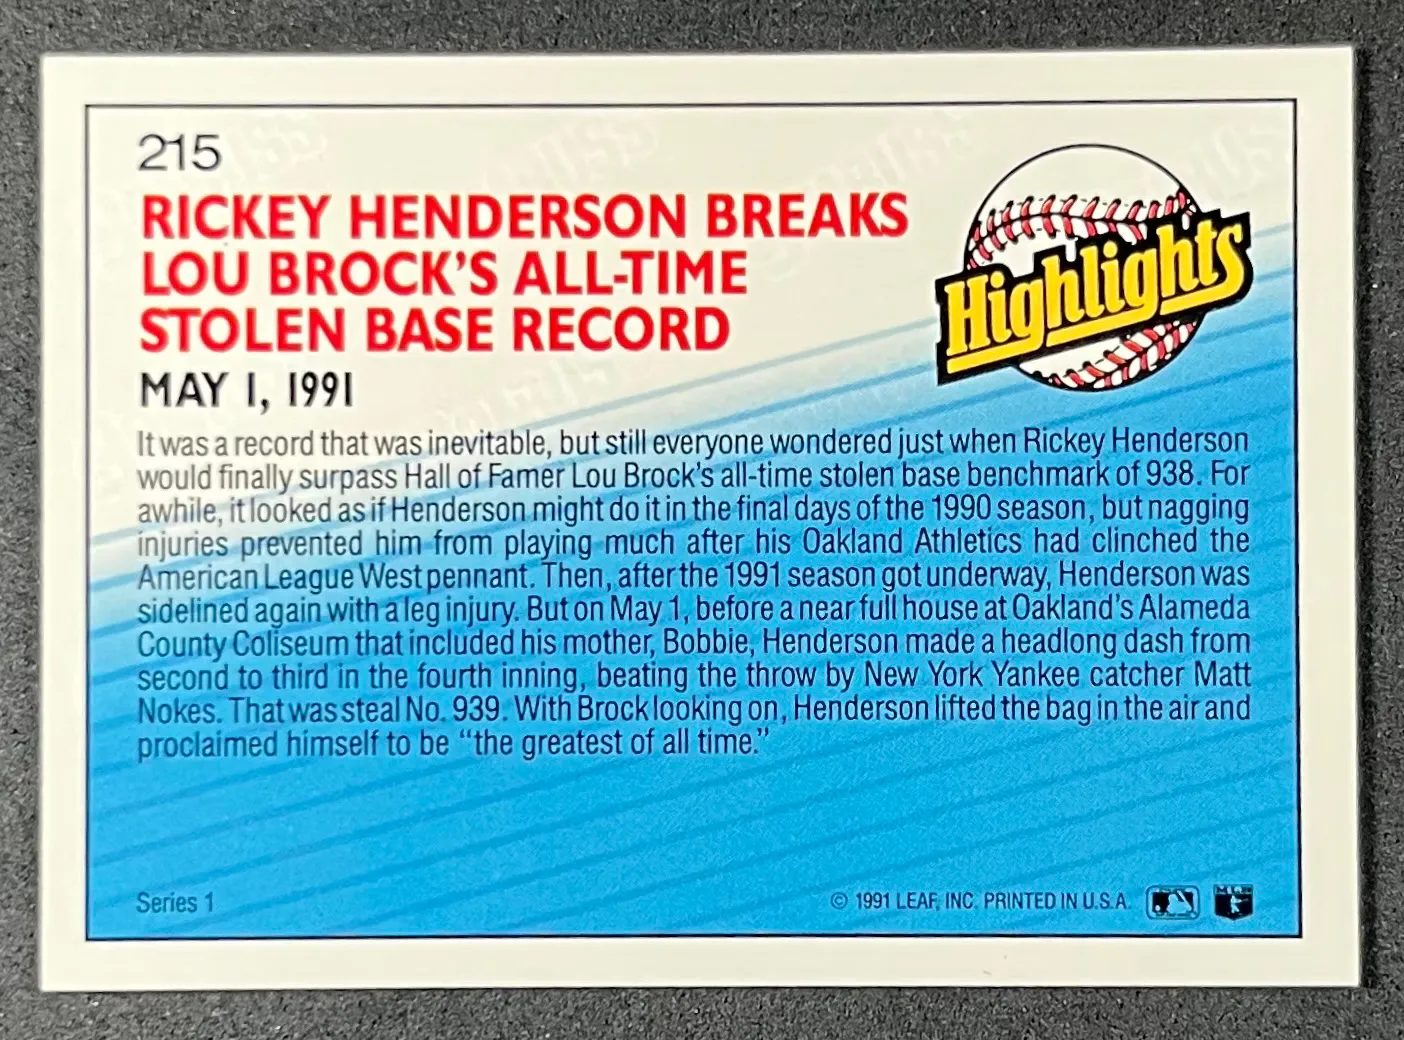 215
RICKEY HENDERSON BREAKS
LOU BROCK'S ALL-TIME
STOLEN BASE RECORD
MAY 1, 1991
Highlights
It was a record that was inevitable, but still everyone wondered just when Rickey Henderson
would finally surpass Hall of Famer Lou Brock's all-time stolen base benchmark of 938. For
awhile, it looked as if Henderson might do it in the final days of the 1990 season, but nagging
injuries prevented him from playing much after his Oakland Athletics had clinched the
American League West pennant. Then, after the 1991 season got underway, Henderson was
sidelined again with a leg injury. But on May 1, before a near full house at Oakland's Alameda
County Coliseum that included his mother, Bobbie, Henderson made a headlong dash from
second to third in the fourth inning, beating the throw by New York Yankee catcher Matt
Nokes. That was steal No. 939. With Brock looking on, Henderson lifted the bag in the air and
proclaimed himself to be “the greatest of all time.”
Series 1
© 1991 LEAF, INC. PRINTED IN U.S.A.